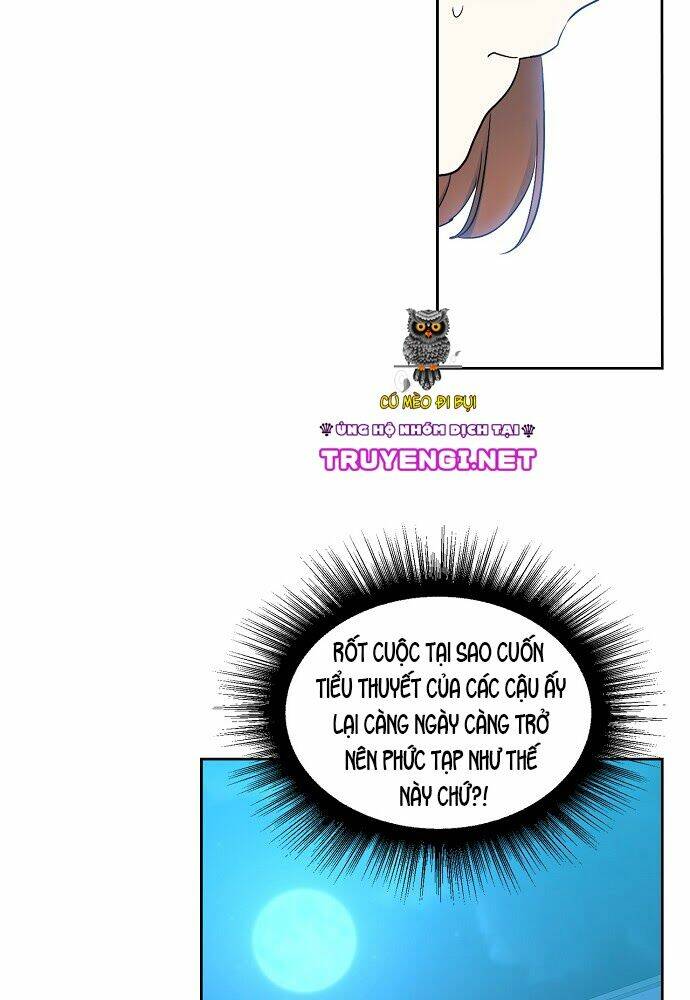 CÚ MÈO ĐI BỤI
ỦNG HỘ NHÓM DỊCH TẠI
TRUYENGI.NET
RỐT CUỘC TẠI SAO CUỐN
TIỂU THUYẾT CỦA CÁC CẬU ẤY
LẠI CÀNG NGÀY CÀNG TRỞ
NÊN PHỨC TẠP NHƯ THẾ
NÀY CHỨ?!